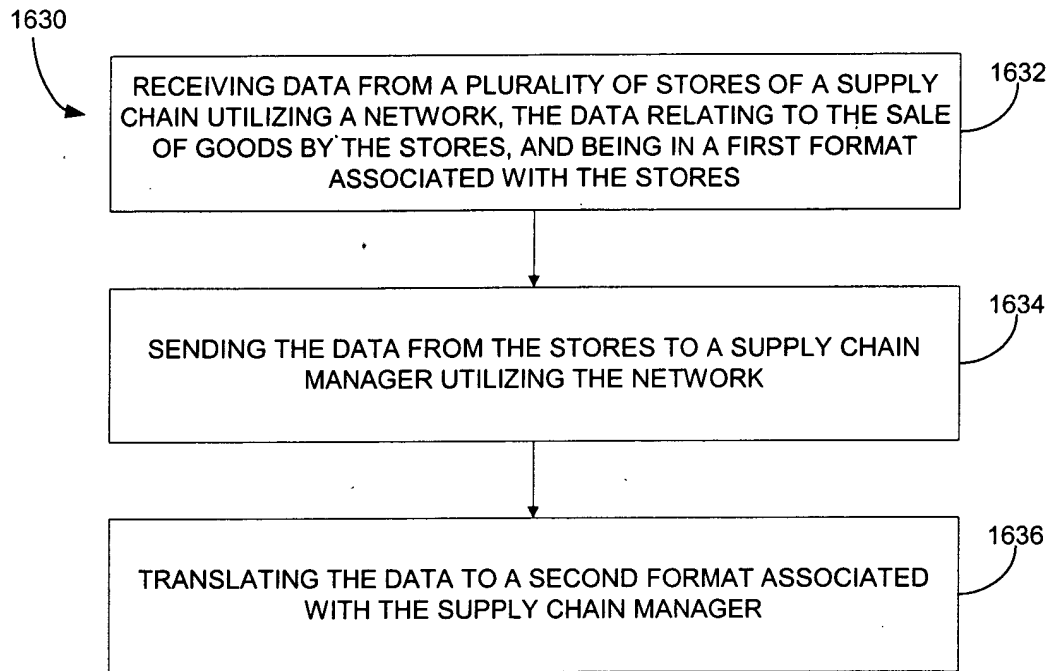 1630
RECEIVING DATA FROM A PLURALITY OF STORES OF A SUPPLY
CHAIN UTILIZING A NETWORK, THE DATA RELATING TO THE SALE
OF GOODS BY THE STORES, AND BEING IN A FIRST FORMAT
ASSOCIATED WITH THE STORES
1632
SENDING THE DATA FROM THE STORES TO A SUPPLY CHAIN
MANAGER UTILIZING THE NETWORK
1634
TRANSLATING THE DATA TO A SECOND FORMAT ASSOCIATED
WITH THE SUPPLY CHAIN MANAGER
1636